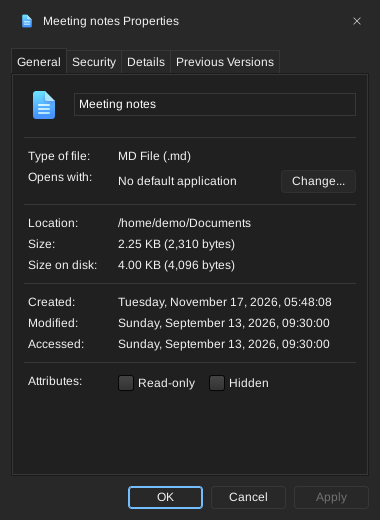 Meeting notes Properties
General Security Details Previous Versions
Meeting notes
Type of file: MD File (.md)
Opens with: No default application Change...
Location: /home/demo/Documents
Size: 2.25 KB (2,310 bytes)
Size on disk: 4.00 KB (4,096 bytes)
Created: Tuesday, November 17, 2026, 05:48:08
Modified: Sunday, September 13, 2026, 09:30:00
Accessed: Sunday, September 13, 2026, 09:30:00
Attributes: Read-only Hidden
OK Cancel Apply